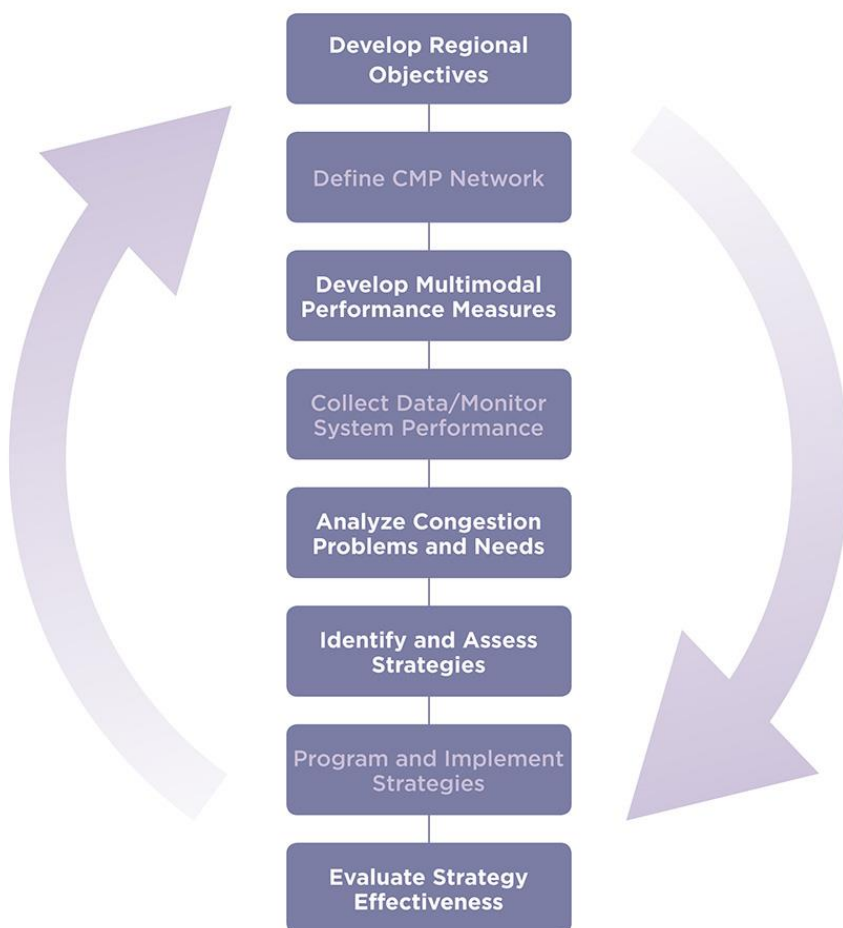 Develop Regional
Objectives
Define CMP Network
Develop Multimodal
Performance Measures
Collect Data/Monitor
System Performance
Analyze Congestion
Problems and Needs
Identify and Assess
Strategies
Program and Implement
Strategies
Evaluate Strategy
Effectiveness